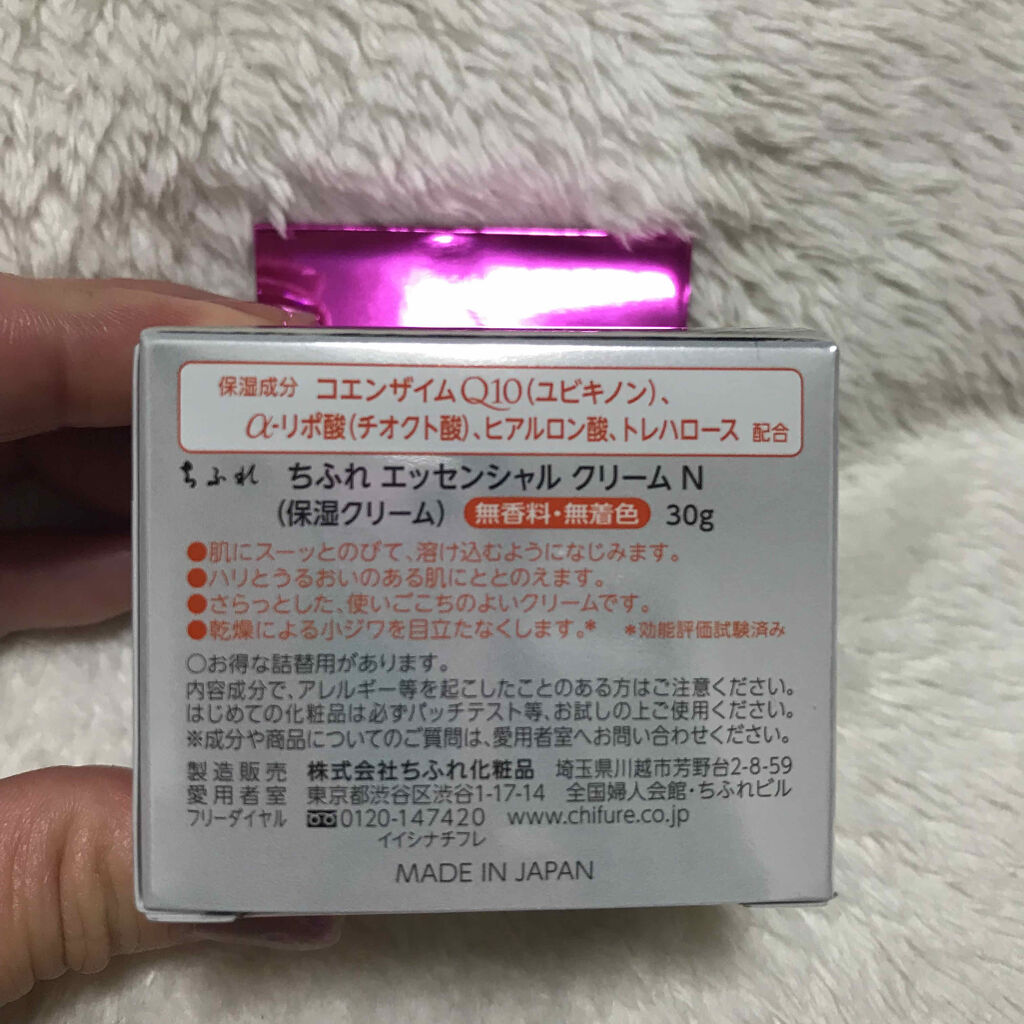 保湿成分 コエンザイムQ10(ユビキノン)、
α-リポ酸(チオクト酸)、ヒアルロン酸、トレハロース 配合
ちふれ ちふれ エッセンシャル クリーム N
(保湿クリーム) 無香料・無着色 30g
●肌にスーッとのびて、溶け込むようになじみます。
●ハリとうるおいのある肌にととのえます。
●さらっとした、使いごこちのよいクリームです。
●乾燥による小ジワを目立たなくします。* *効能評価試験済み
○お得な詰替用があります。
内容成分で、アレルギー等を起こしたことのある方はご注意ください。
はじめての化粧品は必ずパッチテスト等、お試しの上ご使用ください。
※成分や商品についてのご質問は、愛用者室へお問い合わせください。
製造販売 株式会社ちふれ化粧品 埼玉県川越市芳野台2-8-59
愛用者室 東京都渋谷区渋谷1-17-14 全国婦人会館・ちふれビル
フリーダイヤル 0120-147420 www.chifure.co.jp
イイシナチフレ
MADE IN JAPAN